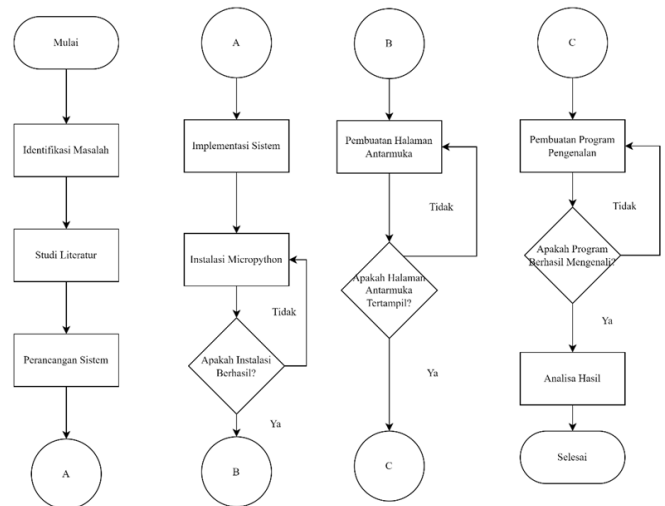 Mulai
Identifikasi Masalah
Studi Literatur
Perancangan Sistem
A
A
Implementasi Sistem
Instalasi Micropython
Tidak
Apakah Instalasi
Berhasil?
Ya
B
B
Pembuatan Halaman
Antarmuka
Tidak
Apakah Halaman
Antarmuka
Tertampil?
Ya
C
C
Pembuatan Program
Pengenalan
Tidak
Apakah Program
Berhasil Mengenali?
Ya
Analisa Hasil
Selesai